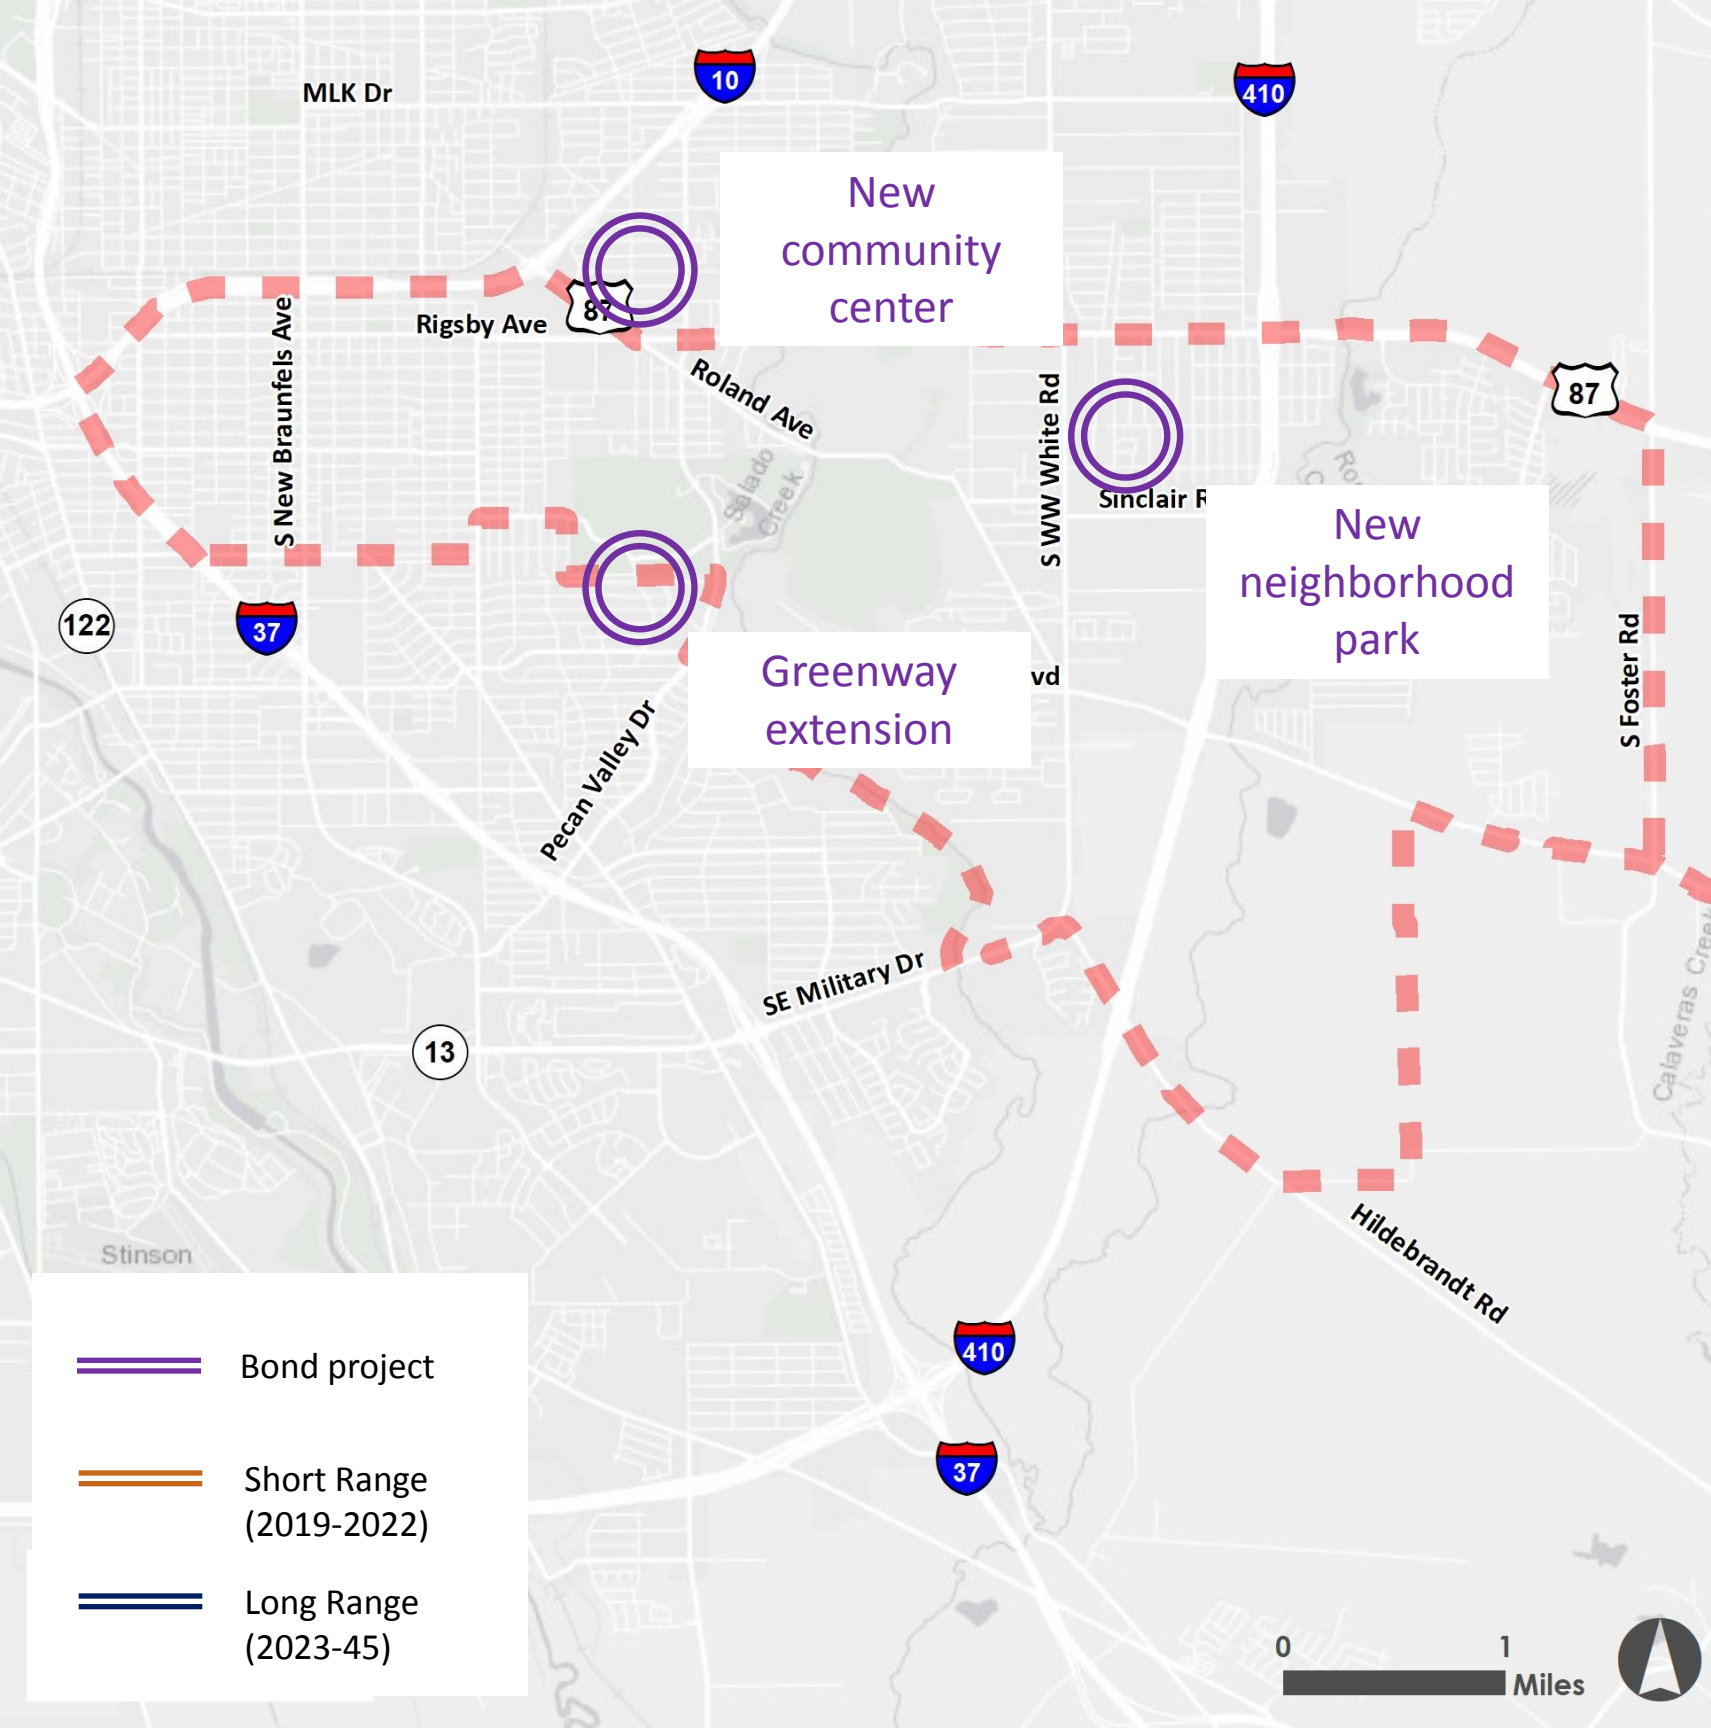 MLK Dr
10
410
New
community
center
87
Rigsby Ave
S New Braunfels Ave
Roland Ave
87
S WW White Rd
Salado
Creek
Sinclair R
New
neighborhood
park
122
37
Greenway
extension
vd
S Foster Rd
Pecan Valley Dr
SE Military Dr
13
Calaveras Creek
Hildebrandt Rd
Stinson
410
37
Bond project
Short Range
(2019-2022)
Long Range
(2023-45)
0 1
Miles